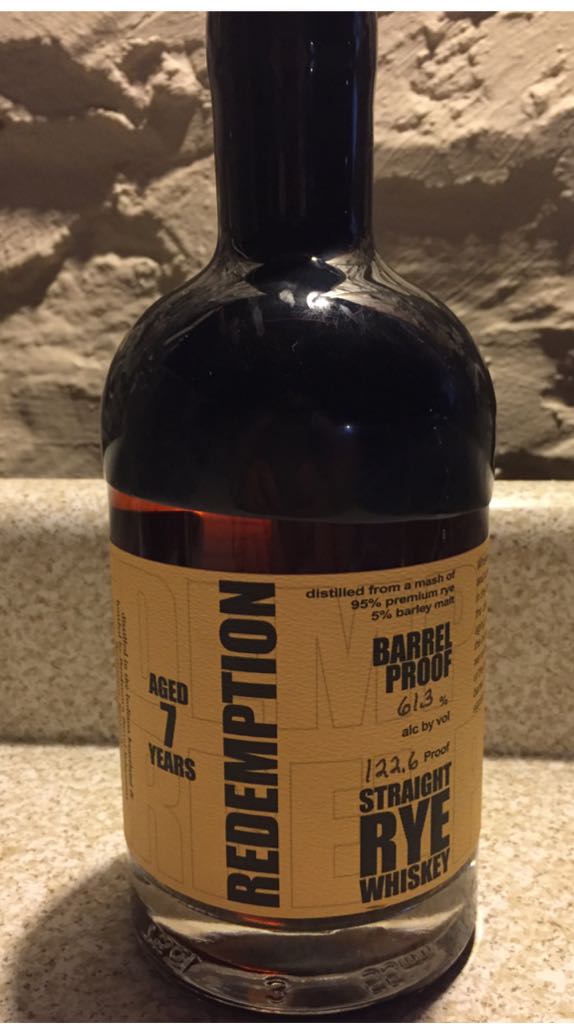 AGED
7
YEARS
REDEMPTION
distilled from a mash of
95% premium rye
5% barley malt
BARREL
PROOF
61.3 %
alc by vol
122.6 Proof
STRAIGHT
RYE
WHISKEY